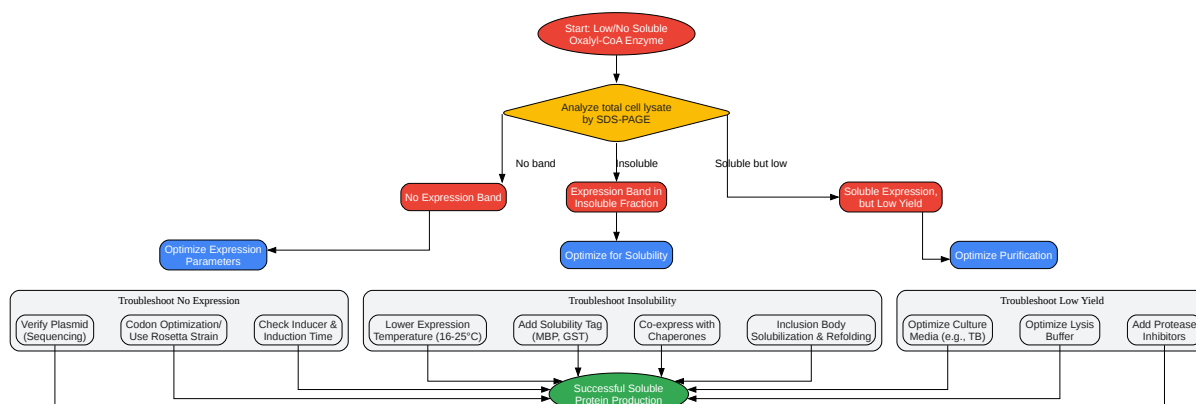 Start: Low/No Soluble
Oxalyl-CoA Enzyme
Analyze total cell lysate
by SDS-PAGE
No band
Insoluble
Soluble but low
No Expression Band
Expression Band in
Insoluble Fraction
Soluble Expression,
but Low Yield
Optimize Expression
Parameters
Optimize for Solubility
Optimize Purification
Troubleshoot No Expression
Verify Plasmid
(Sequencing)
Codon Optimization/
Use Rosetta Strain
Check Inducer &
Induction Time
Troubleshoot Insolubility
Lower Expression
Temperature (16-25°C)
Add Solubility Tag
(MBP, GST)
Co-express with
Chaperones
Inclusion Body
Solubilization & Refolding
Troubleshoot Low Yield
Optimize Culture
Media (e.g., TB)
Optimize Lysis
Buffer
Add Protease
Inhibitors
Successful Soluble
Protein Production